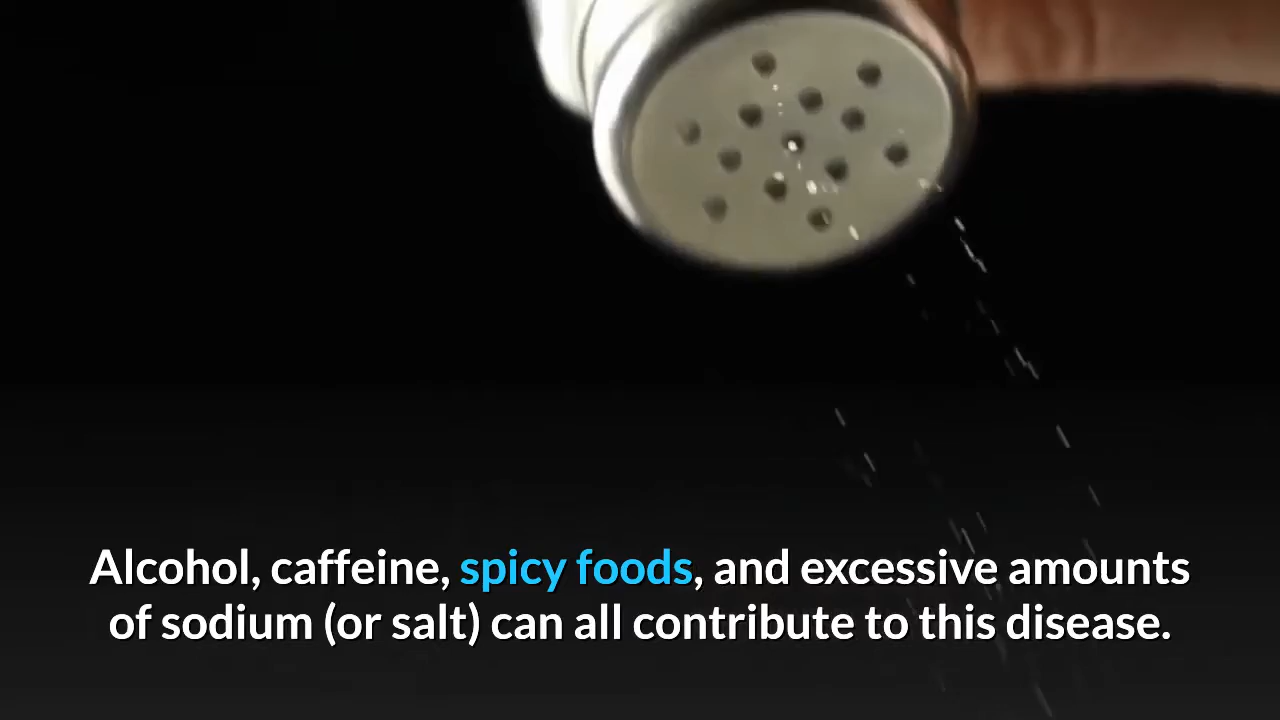 Alcohol, caffeine, spicy foods, and excessive amounts
of sodium (or salt) can all contribute to this disease.